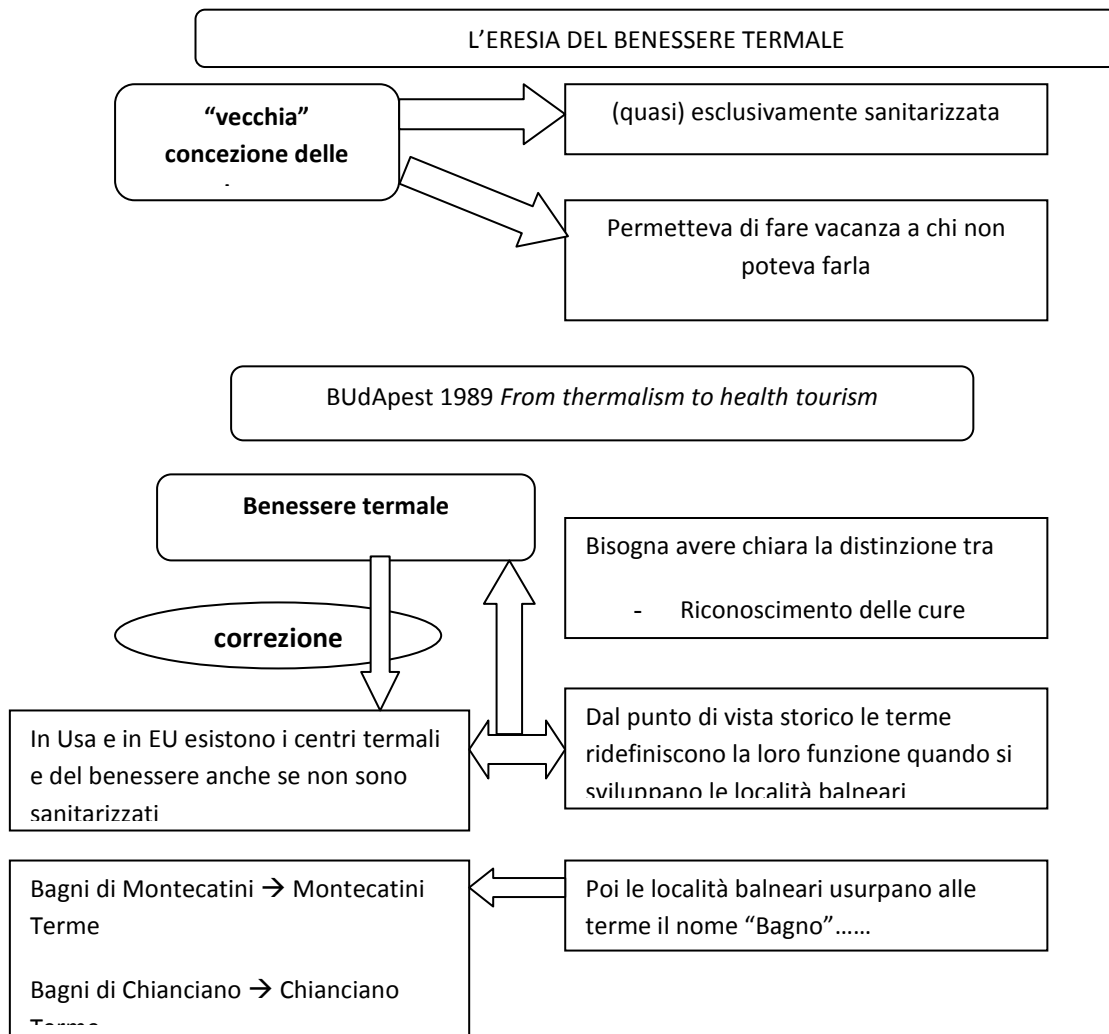 L'ERESIA DEL BENESSERE TERMALE
“vecchia”
concezione delle
(quasi) esclusivamente sanitarizzata
Permetteva di fare vacanza a chi non
poteva farla
BUdApest 1989 From thermalism to health tourism
Benessere termale
Bisogna avere chiara la distinzione tra
- Riconoscimento delle cure
correzione
In Usa e in EU esistono i centri termali
e del benessere anche se non sono
sanitarizzati
Dal punto di vista storico le terme
ridefiniscono la loro funzione quando si
sviluppano le località balneari
Bagni di Montecatini → Montecatini
Terme
Bagni di Chianciano → Chianciano
Terme
Poi le località balneari usurpano alle
terme il nome “Bagno”……